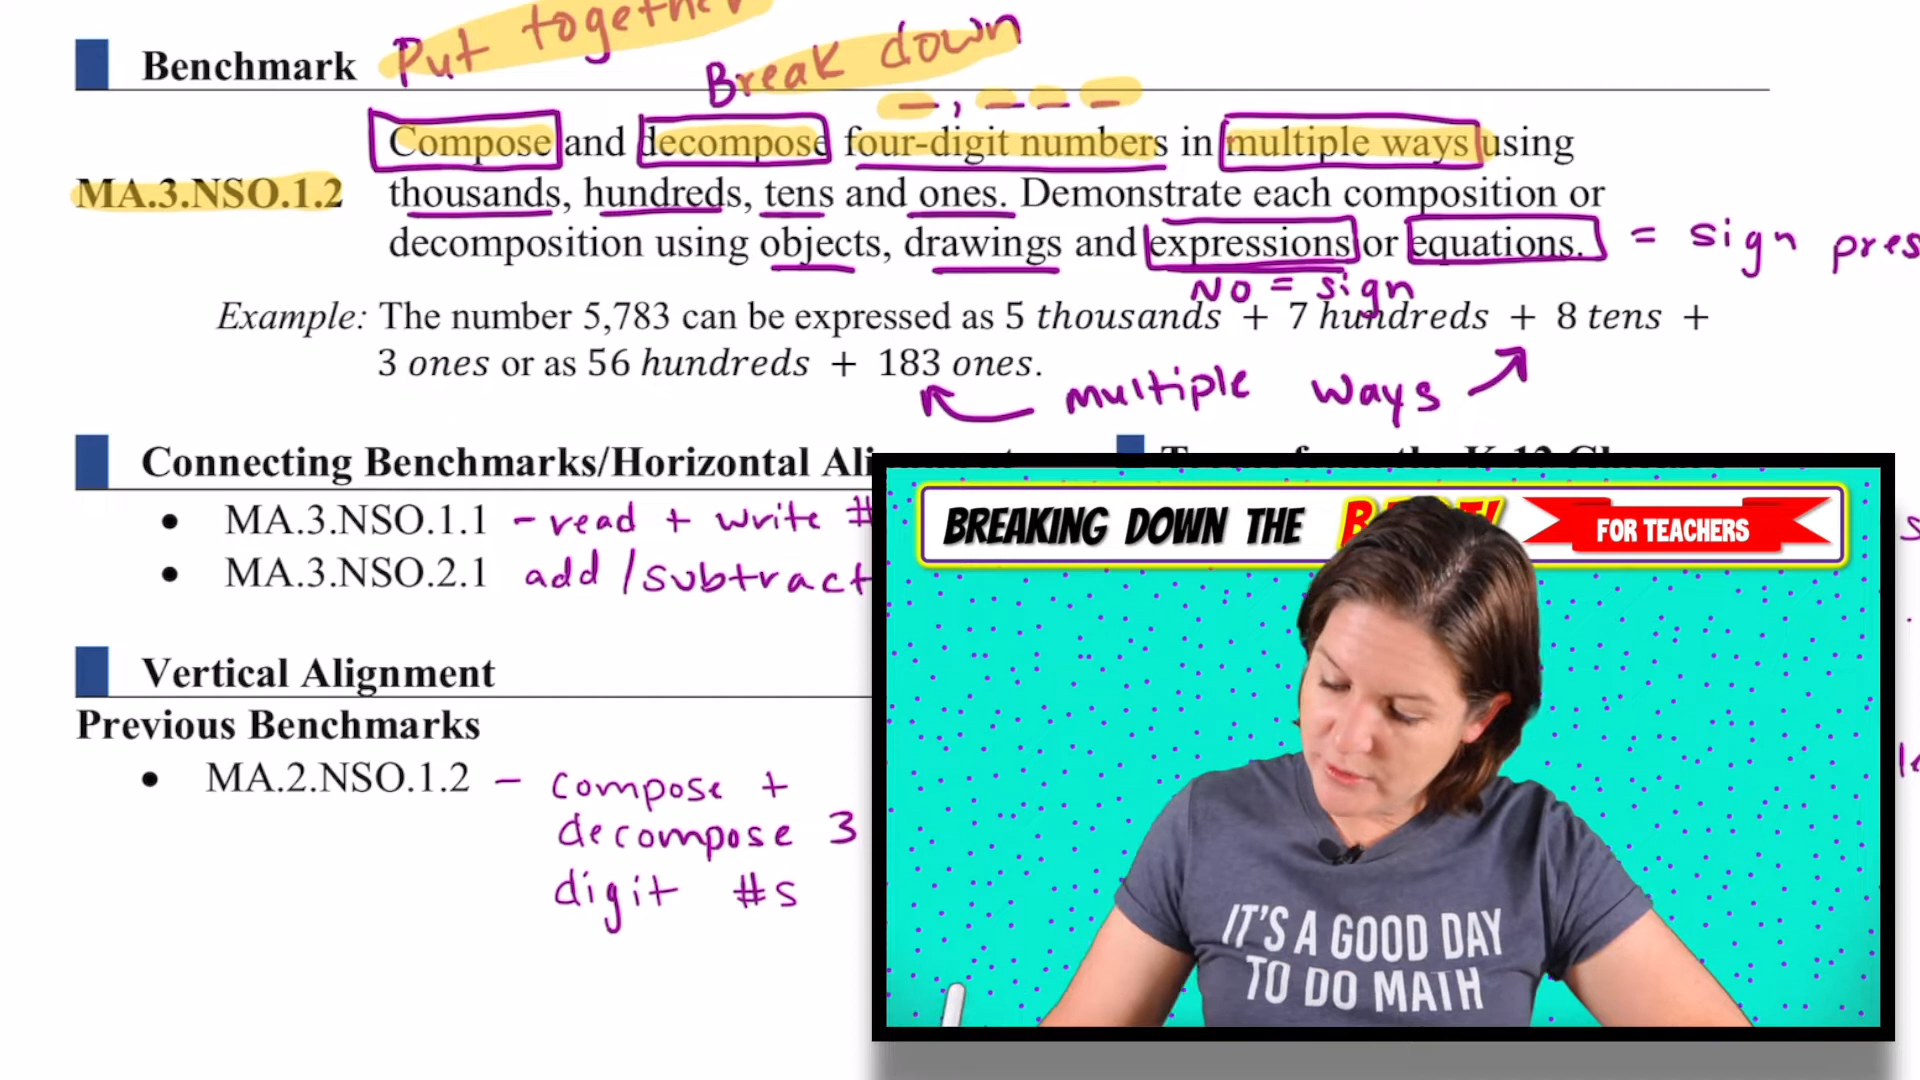 Put together
Benchmark
Break down
Compose and decompose four-digit numbers in multiple ways using
MA.3.NSO.1.2
thousands, hundreds, tens and ones. Demonstrate each composition or
decomposition using objects, drawings and expressions or equations.
= sign pres
NO = sign
Example: The number 5,783 can be expressed as 5 thousands + 7 hundreds + 8 tens +
3 ones or as 56 hundreds + 183 ones.
multiple ways
Connecting Benchmarks/Horizontal Ali
MA.3.NSO.1.1 - read + write #
MA.3.NSO.2.1 add / subtract
Vertical Alignment
Previous Benchmarks
MA.2.NSO.1.2 - compose +
decompose 3
digit #s
BREAKING DOWN THE
FOR TEACHERS
IT'S A GOOD DAY
TO DO MATH